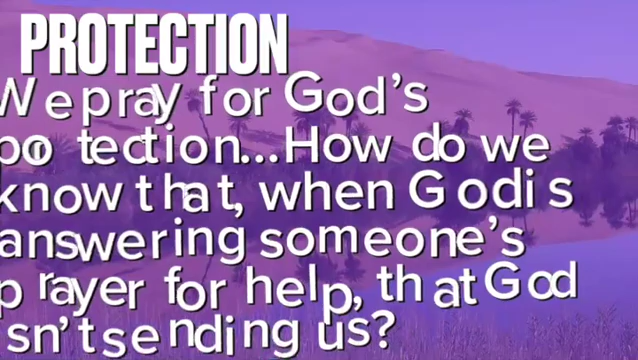 PROTECTION
We pray for God's
protection...How do we
know that, when God is
answering someone's
prayer for help, that God
isn't sending us?